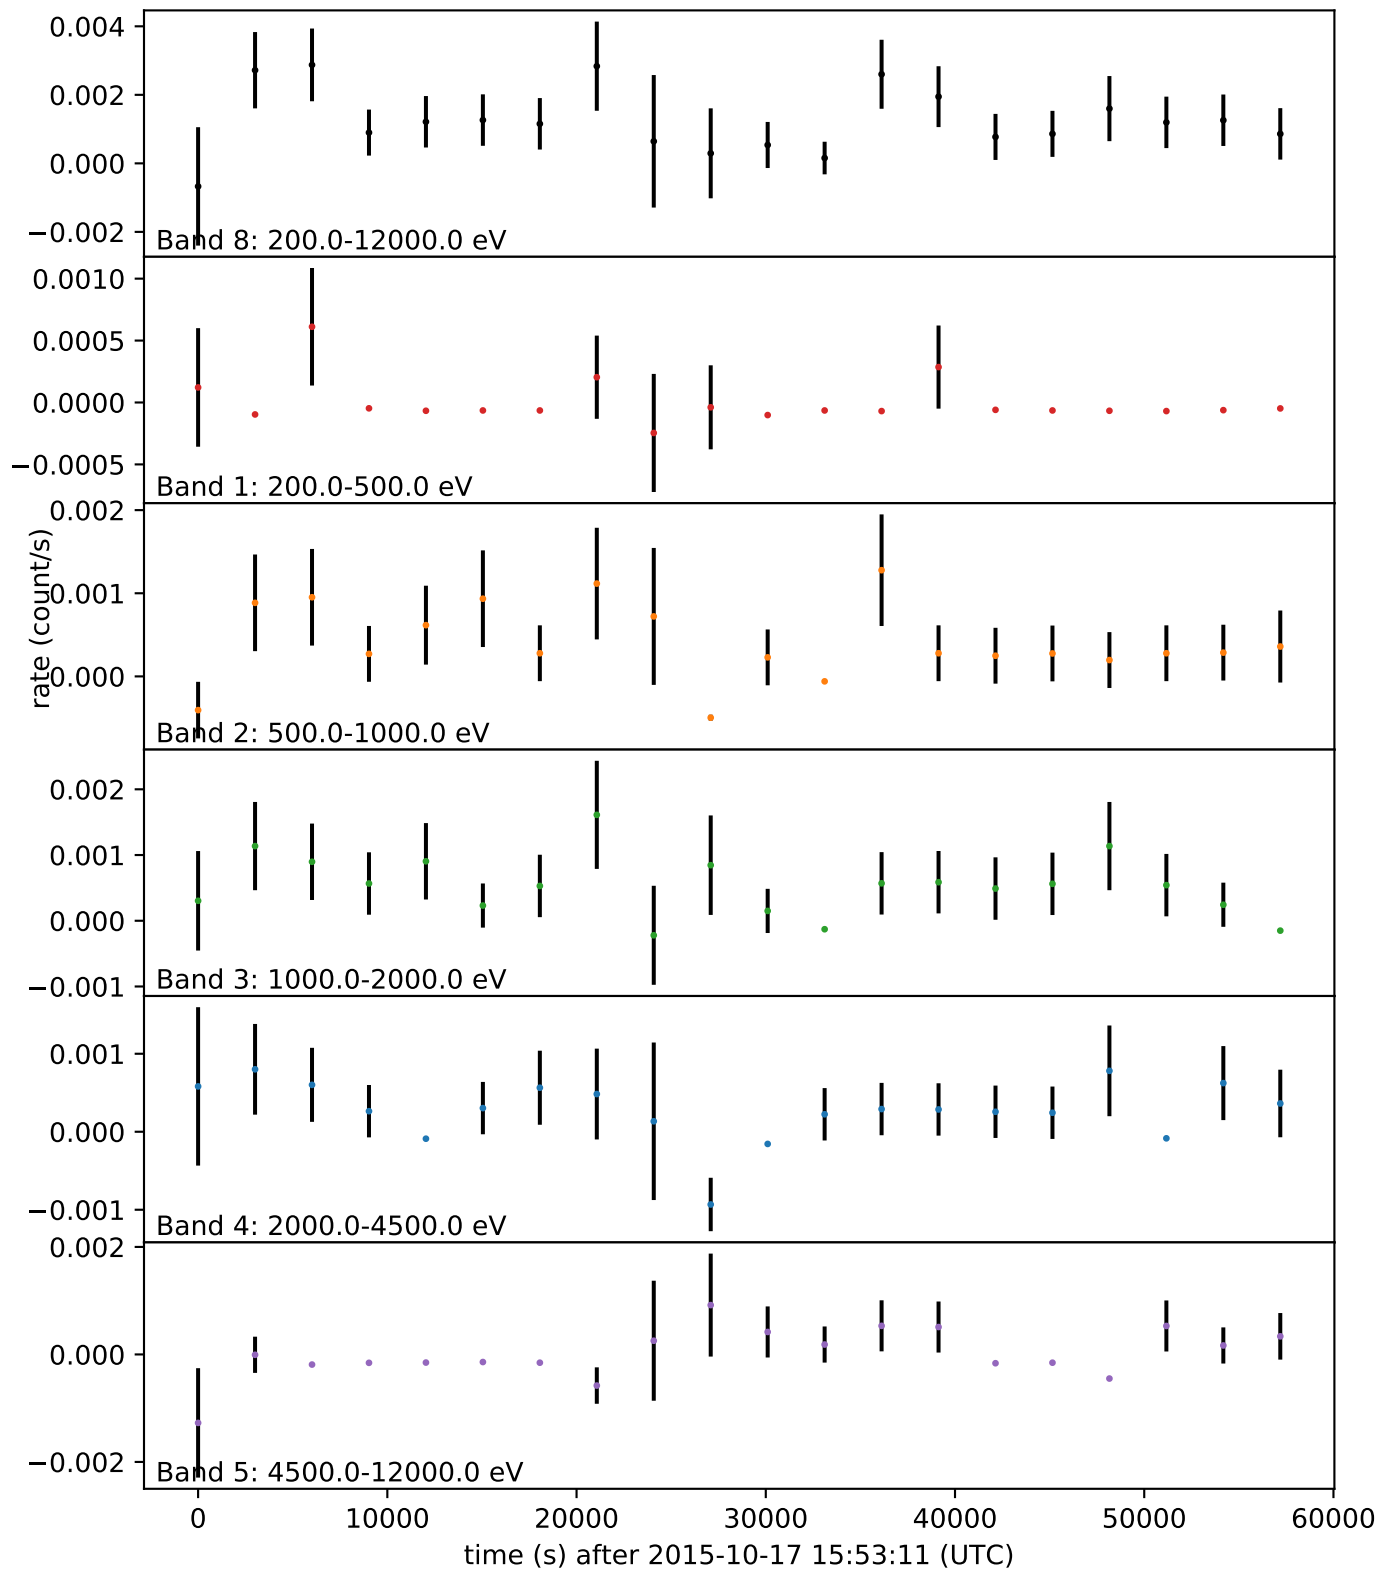 0.004
0.002
0.000
−0.002
Band 8: 200.0-12000.0 eV
0.0010
0.0005
0.0000
−0.0005
Band 1: 200.0-500.0 eV
rate (count/s)
0.002
0.001
0.000
Band 2: 500.0-1000.0 eV
0.002
0.001
0.000
−0.001
Band 3: 1000.0-2000.0 eV
0.001
0.000
−0.001
Band 4: 2000.0-4500.0 eV
0.002
0.000
−0.002
Band 5: 4500.0-12000.0 eV
0 10000 20000 30000 40000 50000 60000
time (s) after 2015-10-17 15:53:11 (UTC)